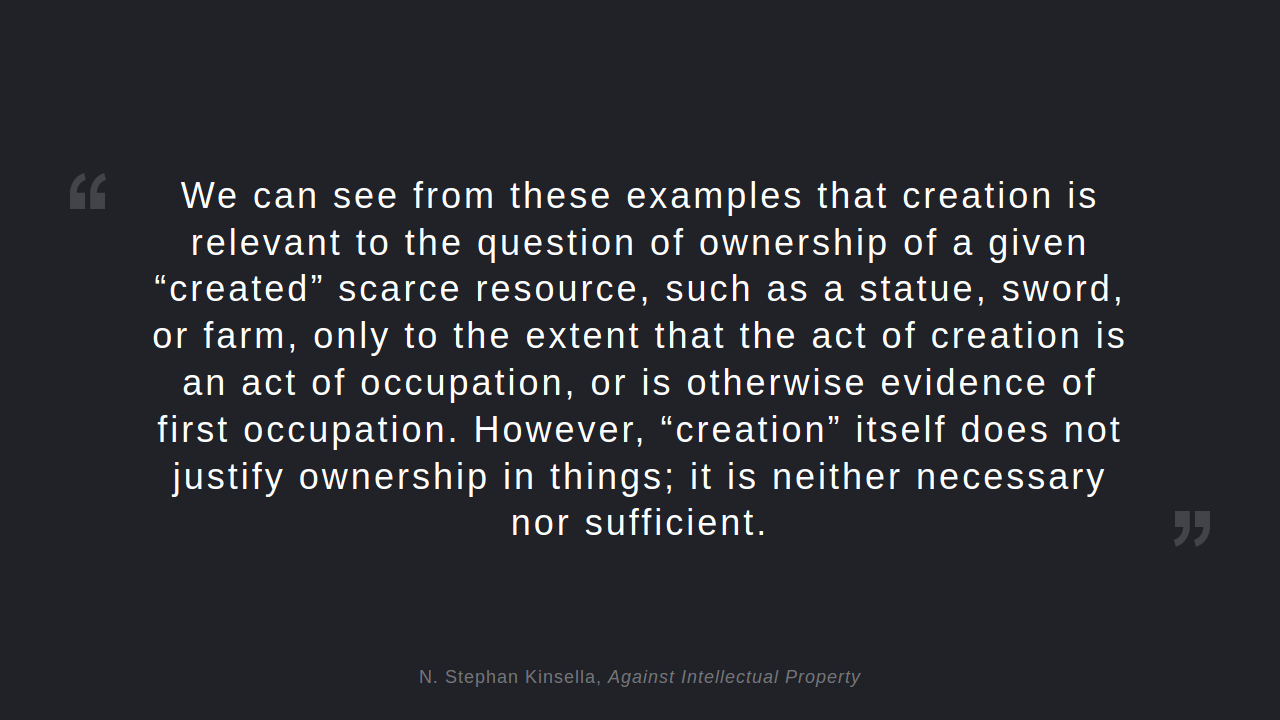 We can see from these examples that creation is
relevant to the question of ownership of a given
“created” scarce resource, such as a statue, sword,
or farm, only to the extent that the act of creation is
an act of occupation, or is otherwise evidence of
first occupation. However, “creation” itself does not
justify ownership in things; it is neither necessary
nor sufficient.
N. Stephan Kinsella, Against Intellectual Property